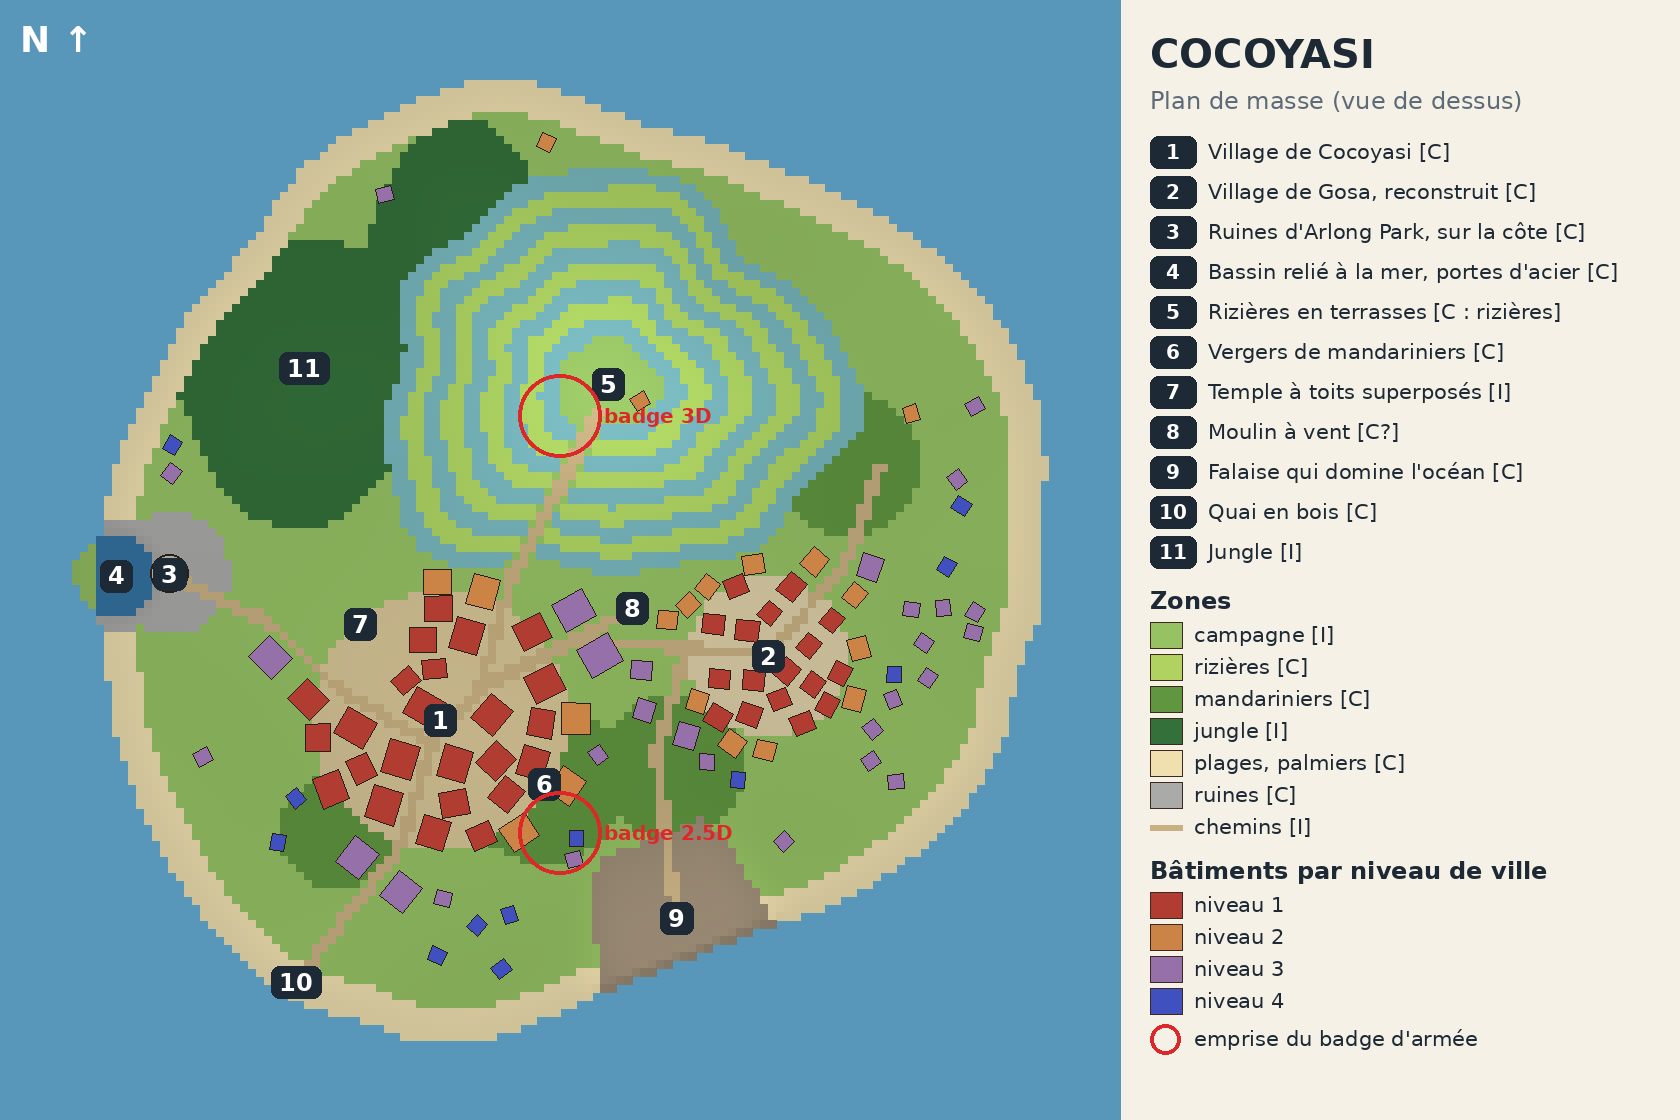 N ↑
COCOYASI
Plan de masse (vue de dessus)
1 Village de Cocoyasi [C]
2 Village de Gosa, reconstruit [C]
3 Ruines d'Arlong Park, sur la côte [C]
4 Bassin relié à la mer, portes d'acier [C]
5 Rizières en terrasses [C : rizières]
6 Vergers de mandariniers [C]
7 Temple à toits superposés [I]
8 Moulin à vent [C?]
9 Falaise qui domine l'océan [C]
10 Quai en bois [C]
11 Jungle [I]
Zones
campagne [I]
rizières [C]
mandariniers [C]
jungle [I]
plages, palmiers [C]
ruines [C]
chemins [I]
Bâtiments par niveau de ville
niveau 1
niveau 2
niveau 3
niveau 4
emprise du badge d'armée
11
5
badge 3D
4
3
7
8
2
1
6
badge 2.5D
9
10